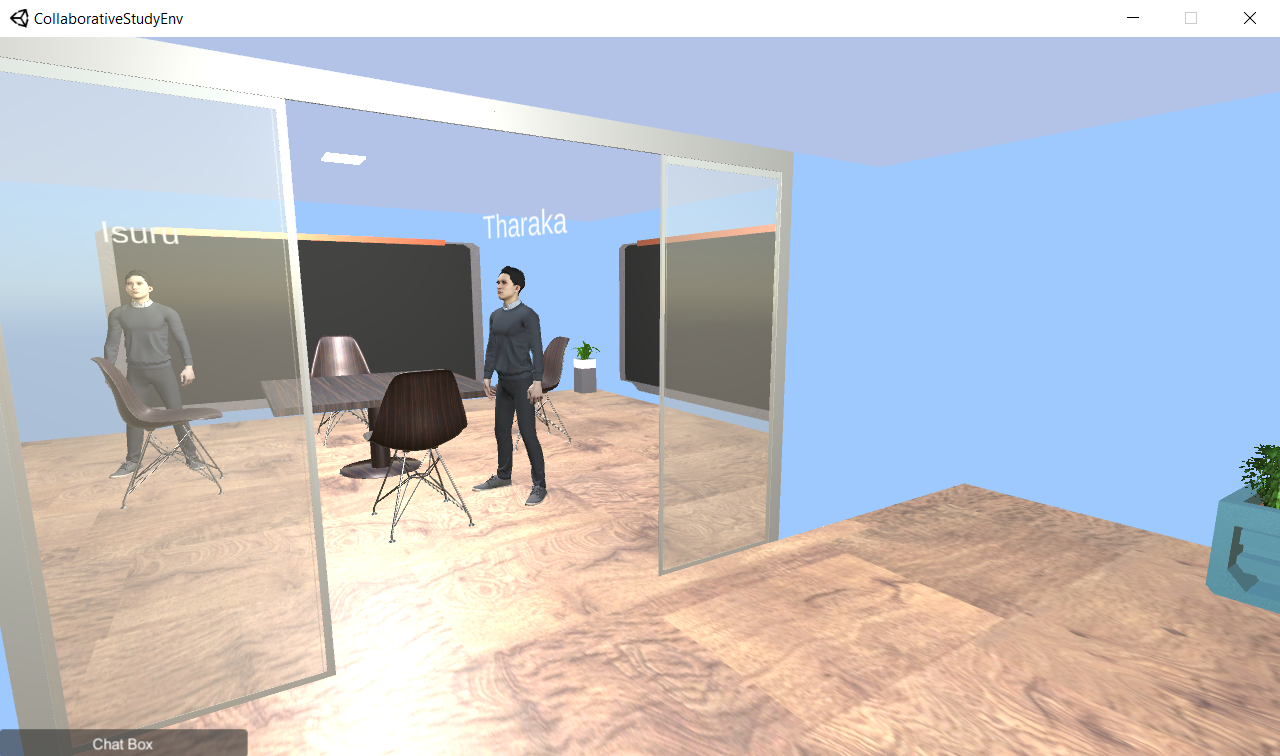 CollaborativeStudyEnv
Isuru
Tharaka
Chat Box